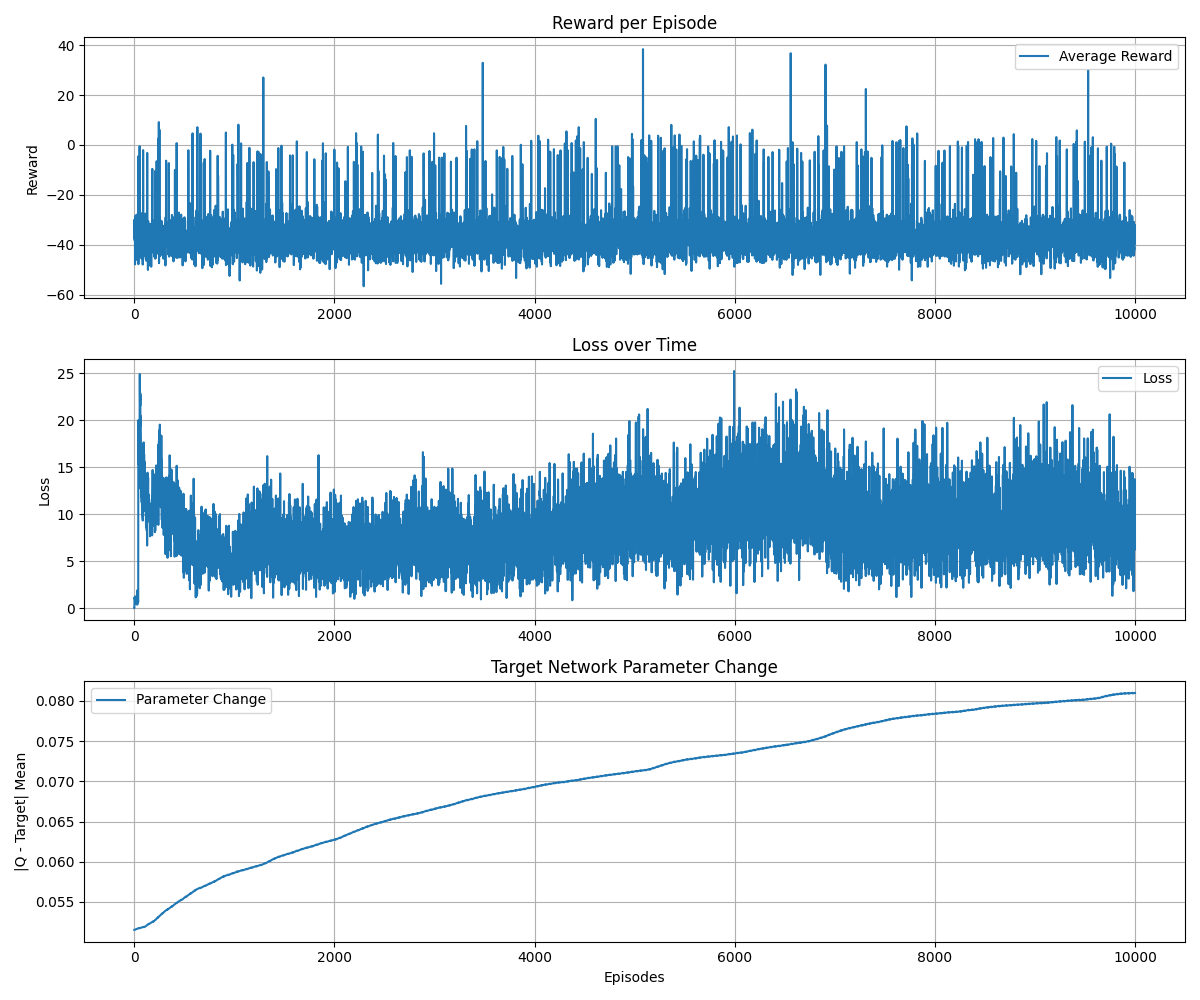 Reward per Episode
Average Reward
Reward
40
20
0
−20
−40
−60
0 2000 4000 6000 8000 10000
Loss over Time
Loss
Loss
25
20
15
10
5
0
0 2000 4000 6000 8000 10000
Target Network Parameter Change
Parameter Change
|Q - Target| Mean
0.080
0.075
0.070
0.065
0.060
0.055
0 2000 4000 6000 8000 10000
Episodes